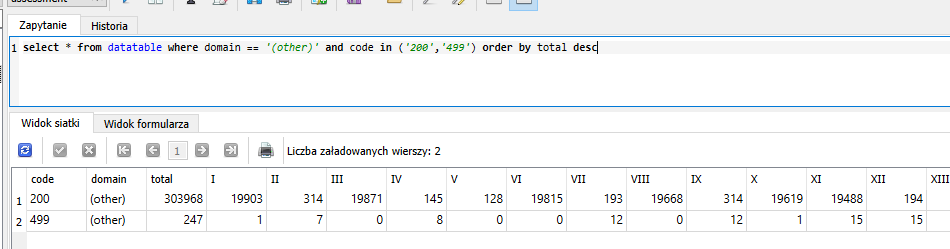 assessment
Zapytanie Historia
1 select * from datatable where domain == '(other)' and code in ('200','499') order by total desc
Widok siatki Widok formularza
1 Liczba załadowanych wierszy: 2
code domain total I II III IV V VI VII VIII IX X XI XII XIII
1 200 (other) 303968 19903 314 19871 145 128 19815 193 19668 314 19619 19488 194
2 499 (other) 247 1 7 0 8 0 0 12 0 12 1 15 15